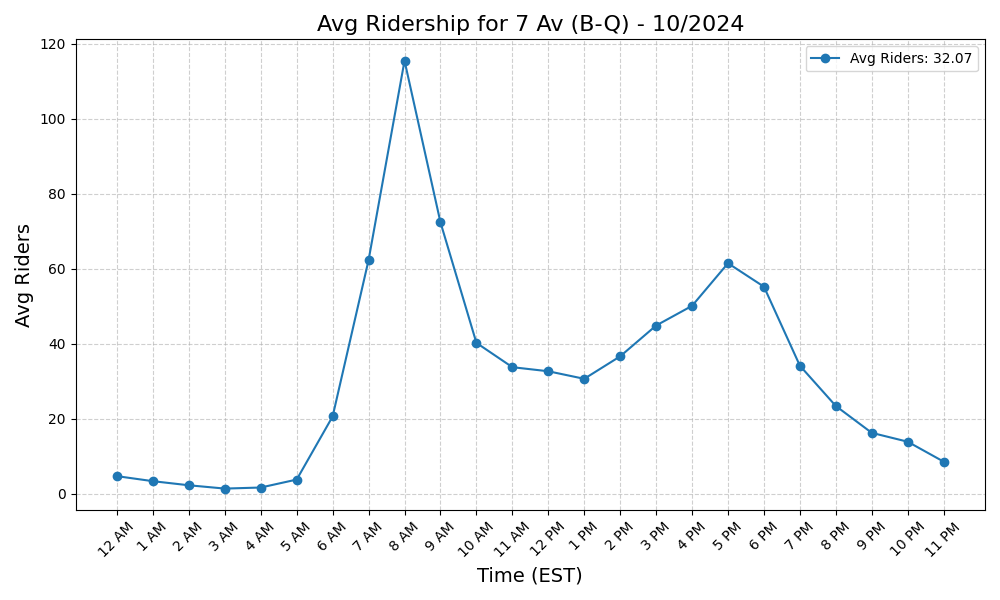 Avg Ridership for 7 Av (B-Q) - 10/2024
Avg Riders: 32.07
Avg Riders
120
100
80
60
40
20
0
12 AM
1 AM
2 AM
3 AM
4 AM
5 AM
6 AM
7 AM
8 AM
9 AM
10 AM
11 AM
12 PM
1 PM
2 PM
3 PM
4 PM
5 PM
6 PM
7 PM
8 PM
9 PM
10 PM
11 PM
Time (EST)